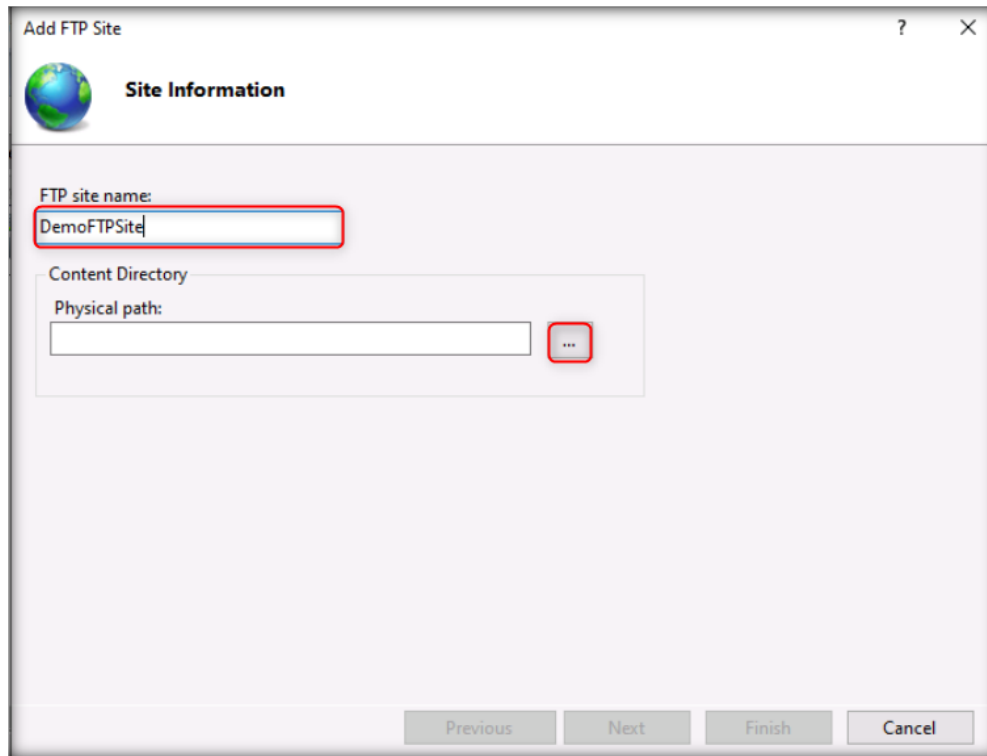 Add FTP Site
?
Site Information
FTP site name:
DemoFTPSite
Content Directory
Physical path:
...
Previous Next Finish Cancel